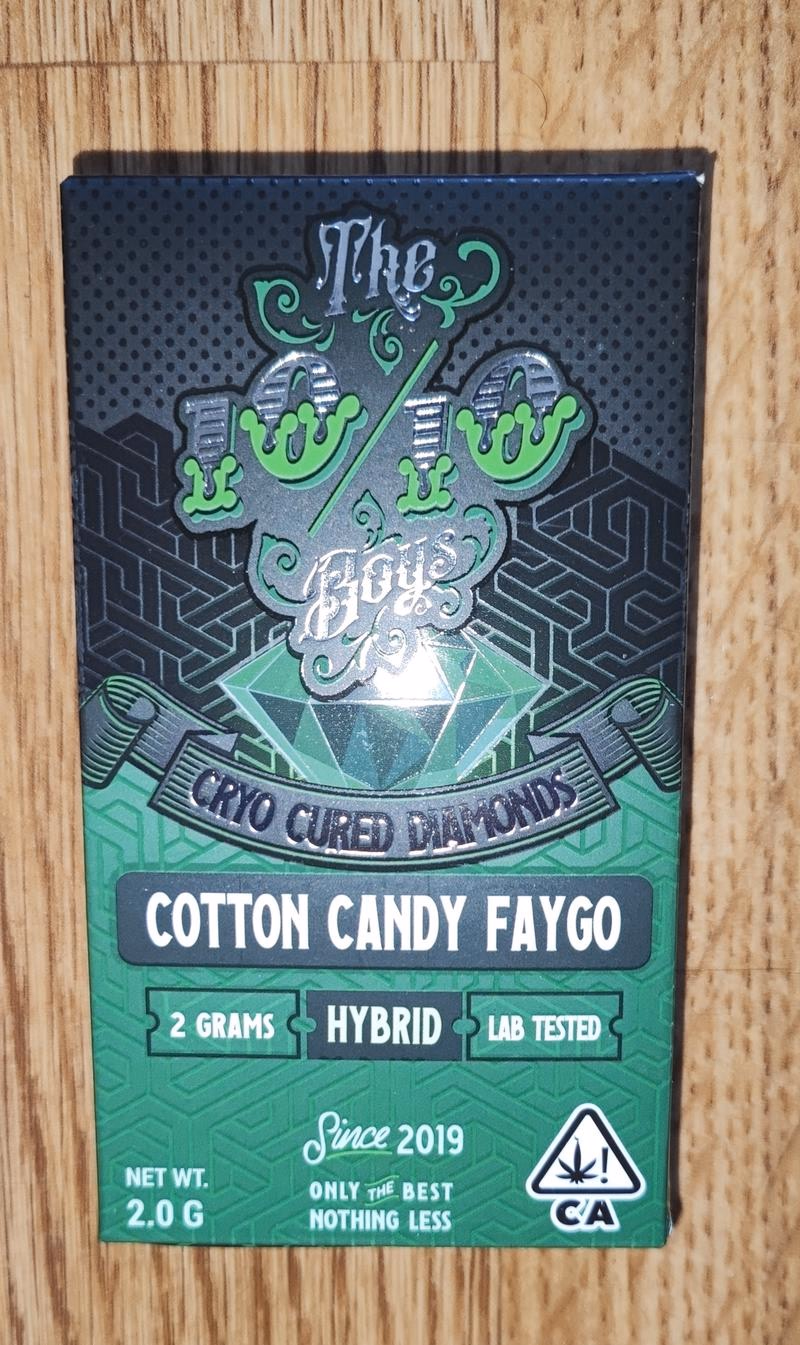 The
10/10
Boys
CRYO CURED DIAMONDS
COTTON CANDY FAYGO
2 GRAMS HYBRID LAB TESTED
Since 2019
NET WT.
2.0 G
ONLY THE BEST
NOTHING LESS
!
CA